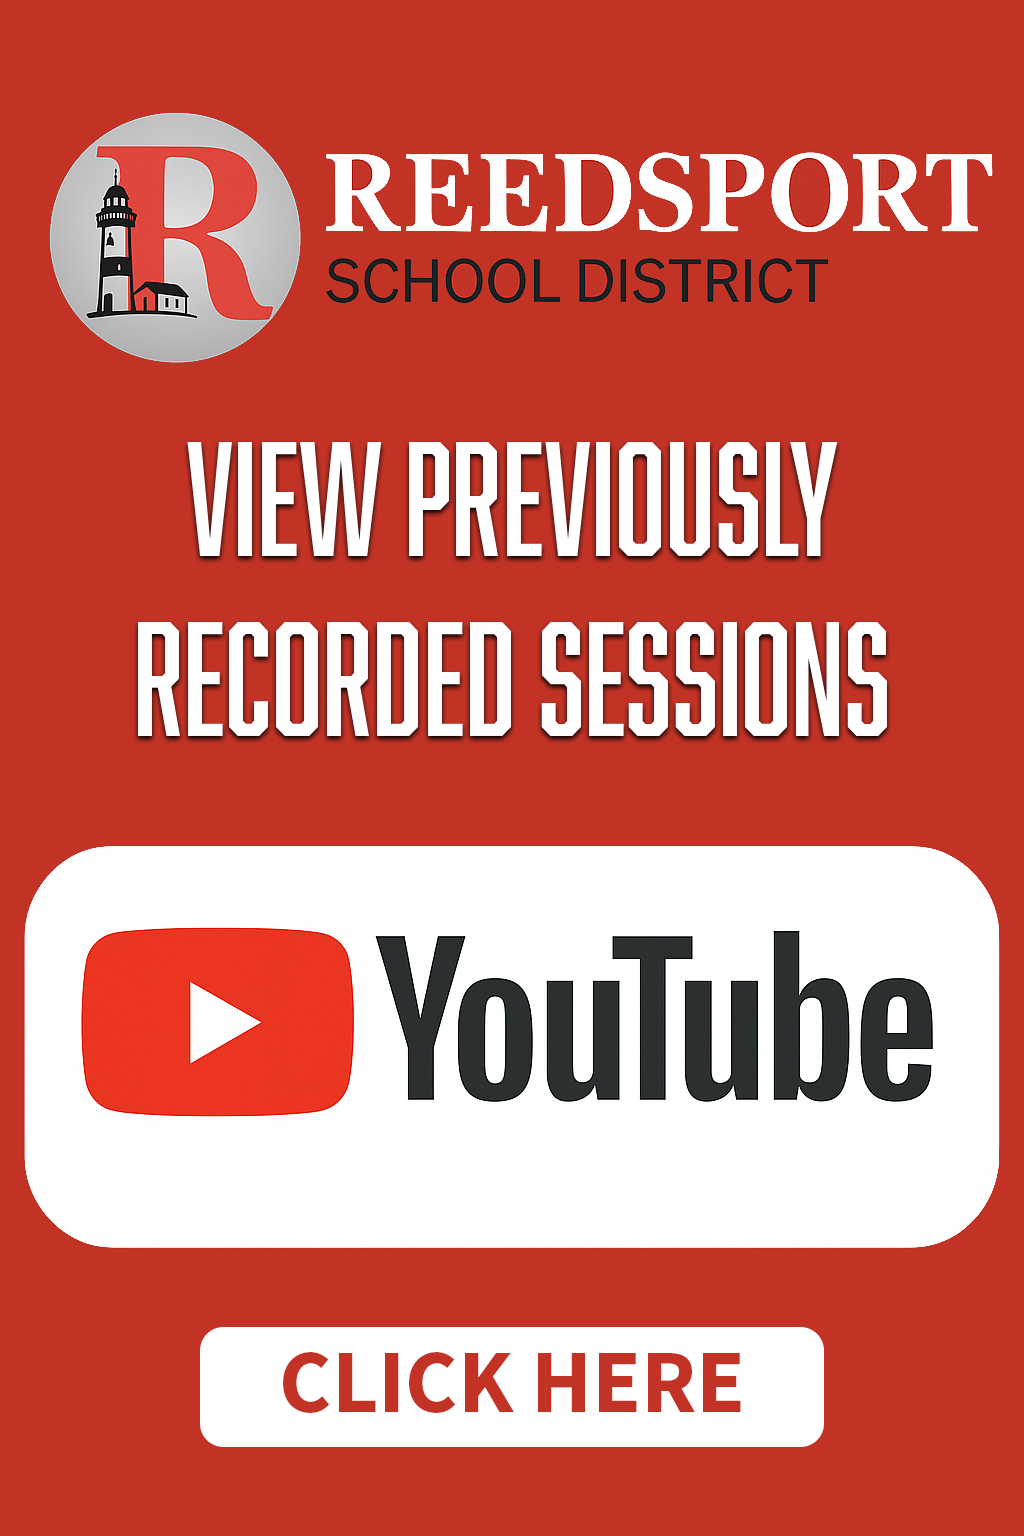 R
REEDSPORT
SCHOOL DISTRICT
VIEW PREVIOUSLY
RECORDED SESSIONS
YouTube
CLICK HERE